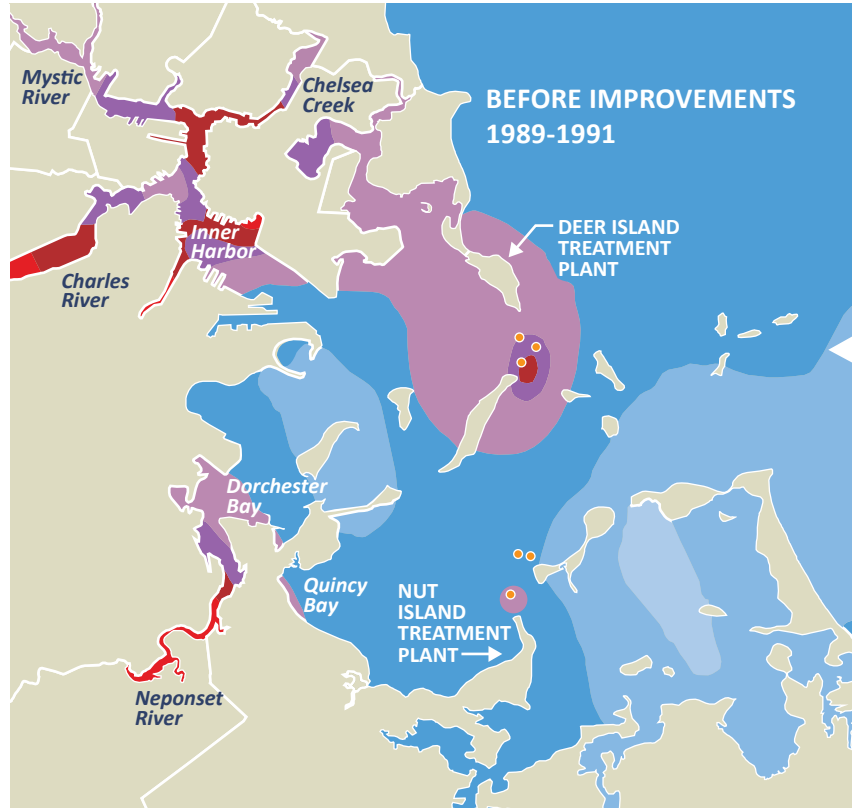 Mystic
River
Chelsea
Creek
BEFORE IMPROVEMENTS
1989-1991
DEER ISLAND
TREATMENT
PLANT
Inner
Harbor
Charles
River
Dorchester
Bay
Quincy
Bay
NUT
ISLAND
TREATMENT
PLANT
Neponset
River